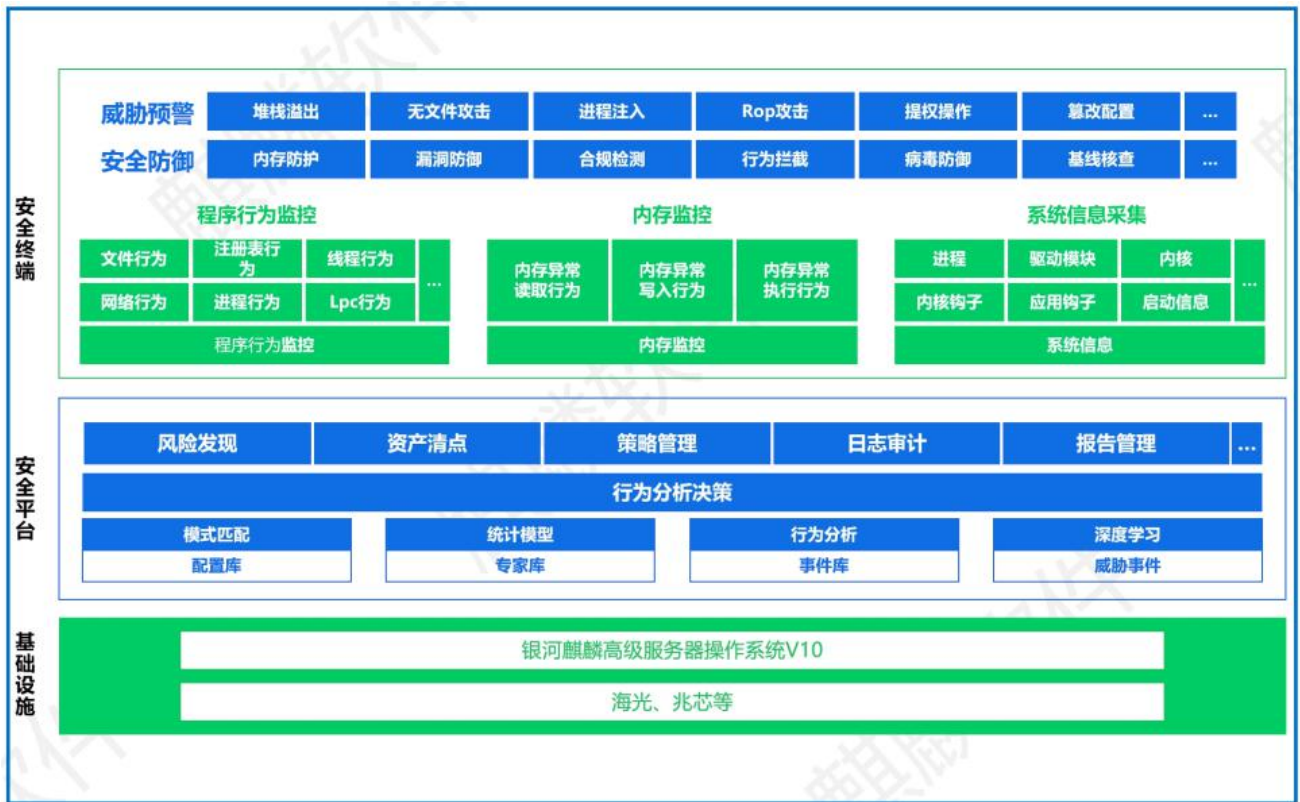 威胁预警 堆栈溢出 无文件攻击 进程注入 Rop攻击 提权操作 篡改配置 ...
安全防御 内存防护 漏洞防御 合规检测 行为拦截 病毒防御 基线核查 ...
安全终端
程序行为监控 内存监控 系统信息采集
文件行为 注册表行为 线程行为 ...
网络行为 进程行为 Lpc行为
内存异常读取行为 内存异常写入行为 内存异常执行行为
进程 驱动模块 内核 ...
内核钩子 应用钩子 启动信息
程序行为监控 内存监控 系统信息
安全平台
风险发现 资产清点 策略管理 日志审计 报告管理 ...
行为分析决策
模式匹配 统计模型 行为分析 深度学习
配置库 专家库 事件库 威胁事件
基础设施
银河麒麟高级服务器操作系统V10
海光、兆芯等
麒麟软件